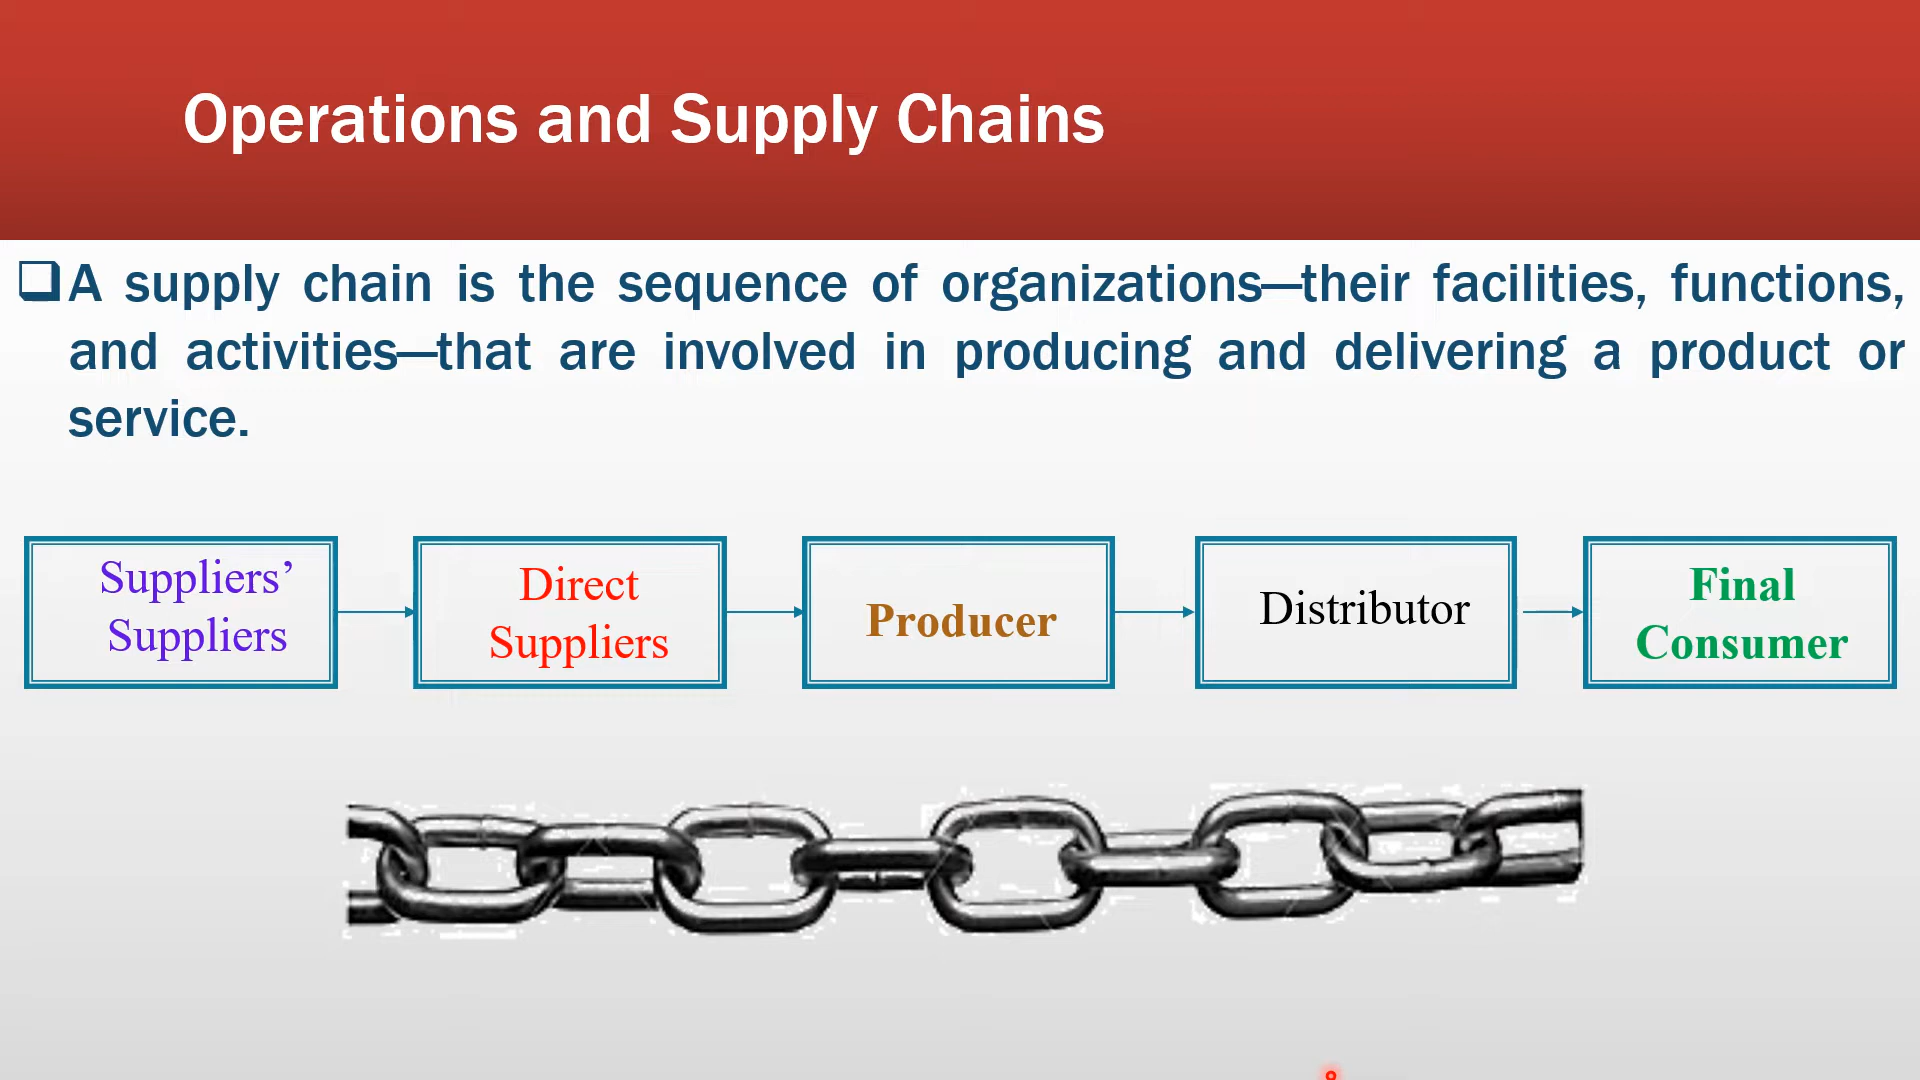 Operations and Supply Chains
A supply chain is the sequence of organizations—their facilities, functions,
and activities—that are involved in producing and delivering a product or
service.
Suppliers’
Suppliers
Direct
Suppliers
Producer
Distributor
Final
Consumer